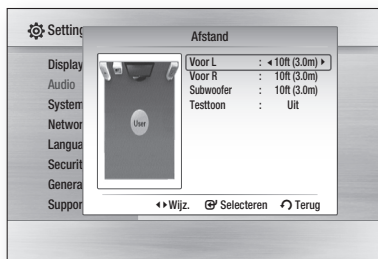 Setting
Afstand
Display
Audio
System
Networ
Langua
Securit
Genera
Suppor
User
Voor L : ◂ 10ft (3.0m) ▸
Voor R : 10ft (3.0m)
Subwoofer : 10ft (3.0m)
Testtoon : Uit
◂▸ Wijz. Selecteren Terug